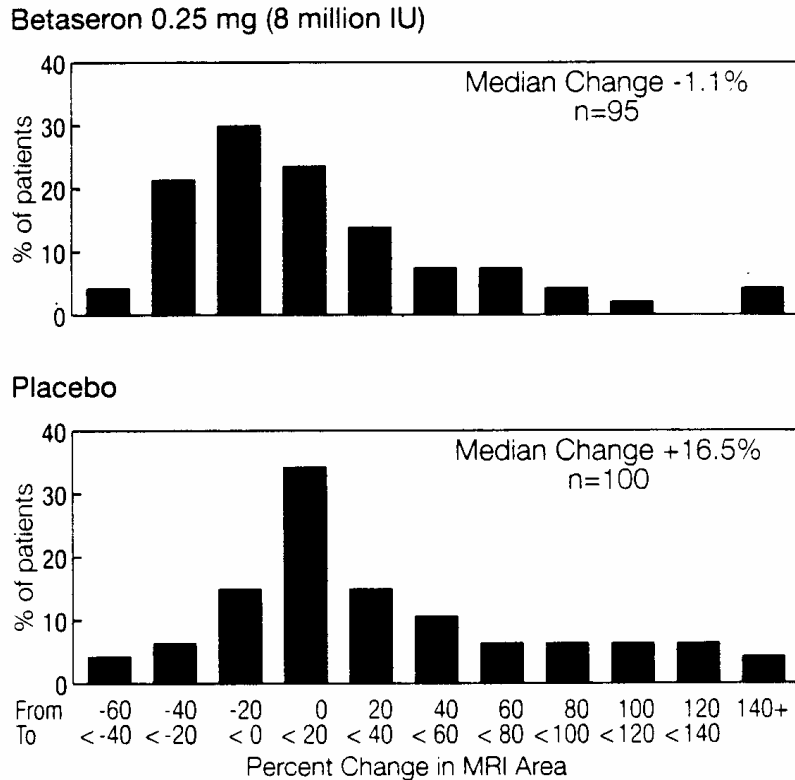 Betaseron 0.25 mg (8 million IU)
40
Median Change -1.1%
n=95
30
% of patients
20
10
0
Placebo
40
Median Change +16.5%
n=100
30
% of patients
20
10
0
From -60 -40 -20 0 20 40 60 80 100 120 140+
To < -40 < -20 < 0 < 20 < 40 < 60 < 80 < 100 < 120 < 140
Percent Change in MRI Area